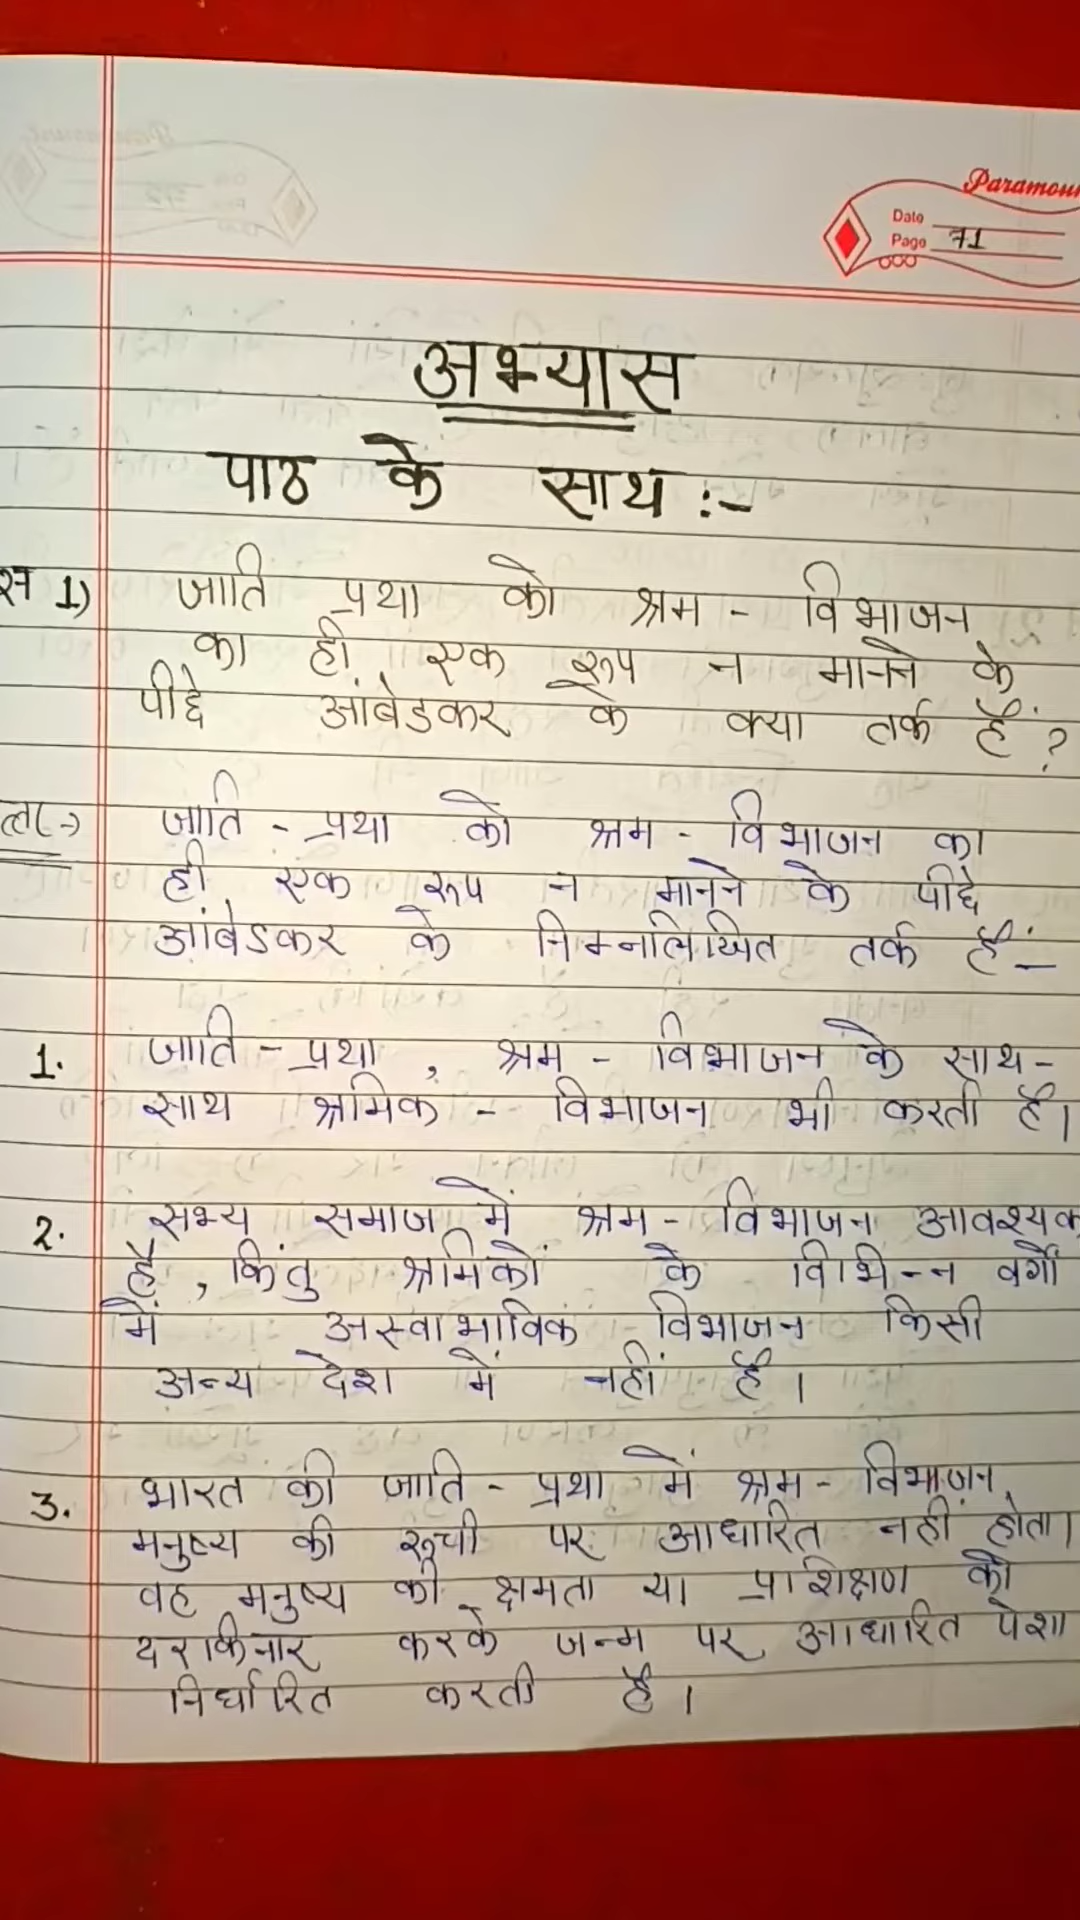 Paramoun
Date
Page 71
अभ्यास
पाठ के साथ :-
1) जाति प्रथा को श्रम - विभाजन
का ही एक रूप न मानने के
पीछे आंबेडकर के क्या तर्क हैं ?
जाति - प्रथा को श्रम - विभाजन का
ही एक रूप न मानने के पीछे
आंबेडकर के निम्नलिखित तर्क हैं -
1. जाति - प्रथा , श्रम - विभाजन के साथ -
साथ श्रमिक - विभाजन भी करती है।
2. सभ्य समाज में श्रम - विभाजन आवश्यक
है , किंतु श्रमिकों के विभिन्न वर्गों
में अस्वाभाविक विभाजन किसी
अन्य देश में नहीं है ।
3. भारत की जाति - प्रथा में श्रम - विभाजन
मनुष्य की रूची पर आधारित नहीं होता।
वह मनुष्य की क्षमता या प्रशिक्षण को
दरकिनार करके जन्म पर आधारित पेशा
निर्धारित करती है ।